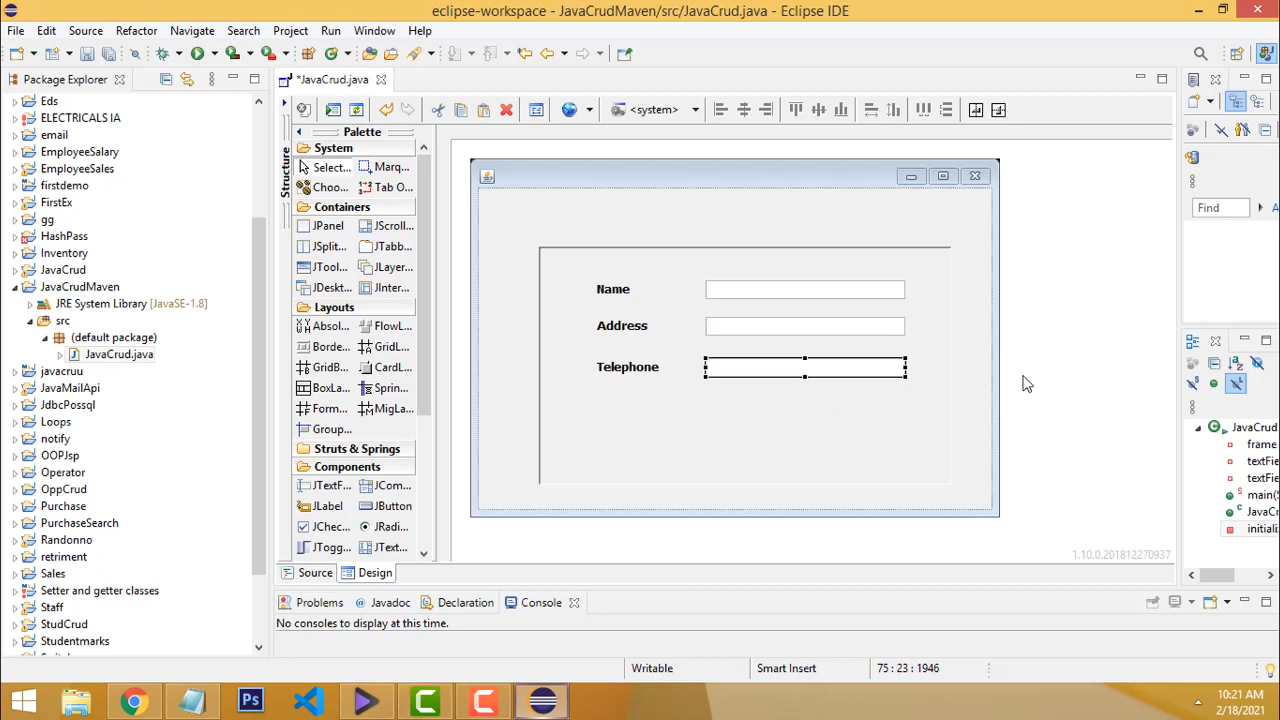 eclipse-workspace - JavaCrudMaven/src/JavaCrud.java - Eclipse IDE
File Edit Source Refactor Navigate Search Project Run Window Help
Package Explorer
*JavaCrud.java
Eds
ELECTRICALS IA
email
EmployeeSalary
EmployeeSales
firstdemo
FirstEx
gg
HashPass
Inventory
JavaCrud
JavaCrudMaven
JRE System Library [JavaSE-1.8]
src
(default package)
JavaCrud.java
javacruu
JavaMailApi
JdbcPossql
Loops
notify
OOPJsp
Operator
OppCrud
Purchase
PurchaseSearch
Randonno
retriment
Sales
Setter and getter classes
Staff
StudCrud
Studentmarks
Structure
<system>
Palette
System
Select... Marq...
Choo... Tab O...
Containers
JPanel JScroll...
JSplit... JTabb...
JTool... JLayer...
JDeskt... JInter...
Layouts
Absol... FlowL...
Borde... GridL...
GridB... CardL...
BoxLa... Sprin...
Form... MigLa...
Group...
Struts & Springs
Components
JTextF... JCom...
JLabel JButton
JChec... JRadi...
JTogg... JText...
Name
Address
Telephone
1.10.0.201812270937
Source Design
Find A
JavaCrud
frame
textFie
textFie
main(S
JavaC
initiali
Problems @ Javadoc Declaration Console
No consoles to display at this time.
Writable Smart Insert 75 : 23 : 1946
Ps
10:21 AM
2/18/2021